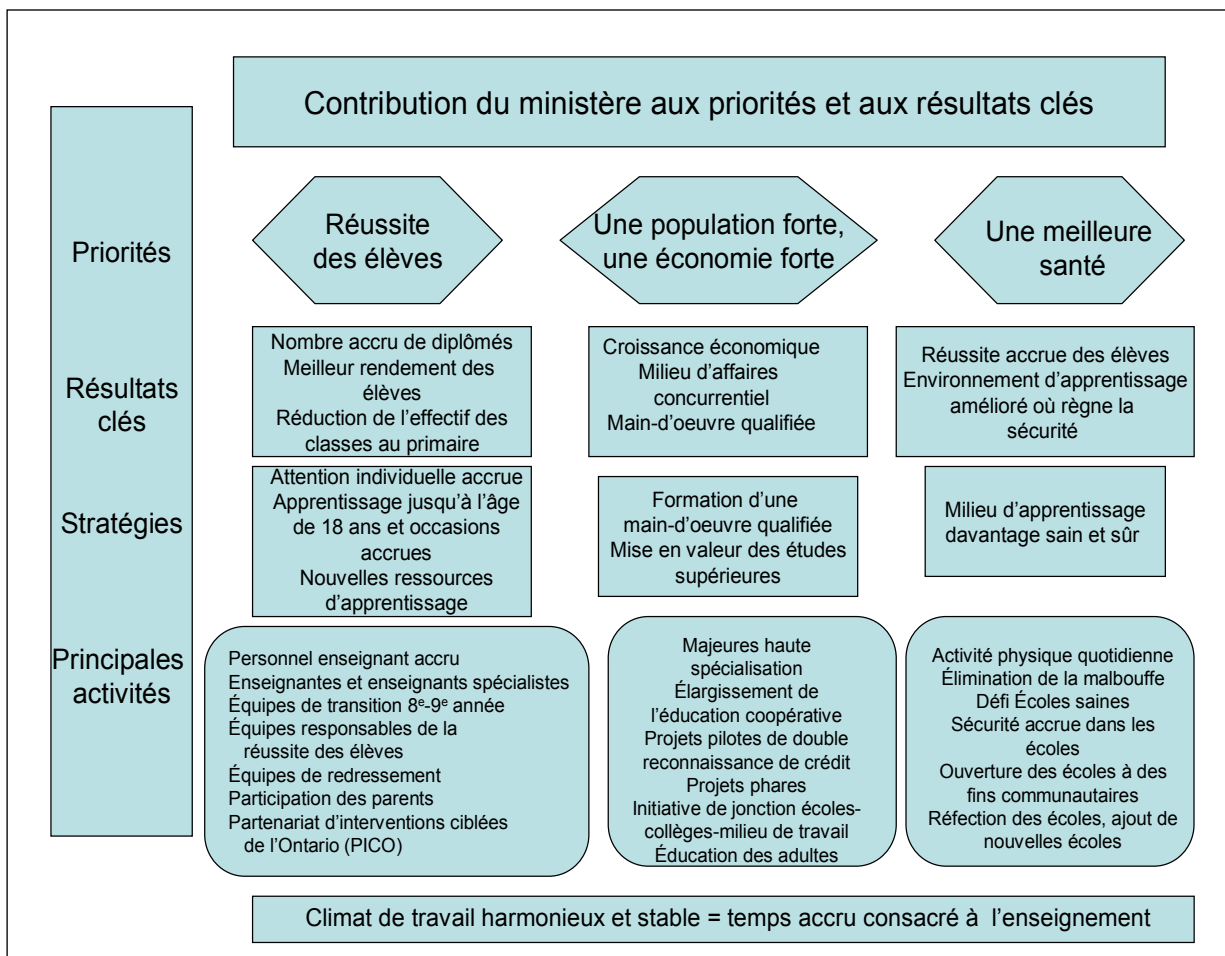 Contribution du ministère aux priorités et aux résultats clés
Priorités
Réussite
des élèves
Une population forte,
une économie forte
Une meilleure
santé
Résultats
clés
Nombre accru de diplômés
Meilleur rendement des
élèves
Réduction de l'effectif des
classes au primaire
Croissance économique
Milieu d'affaires
concurrentiel
Main-d'oeuvre qualifiée
Réussite accrue des élèves
Environnement d'apprentissage
amélioré où règne la
sécurité
Stratégies
Attention individuelle accrue
Apprentissage jusqu'à l'âge
de 18 ans et occasions
accrues
Nouvelles ressources
d'apprentissage
Formation d'une
main-d'oeuvre qualifiée
Mise en valeur des études
supérieures
Milieu d'apprentissage
davantage sain et sûr
Principales
activités
Personnel enseignant accru
Enseignantes et enseignants spécialistes
Équipes de transition 8e-9e année
Équipes responsables de la
réussite des élèves
Équipes de redressement
Participation des parents
Partenariat d'interventions ciblées
de l'Ontario (PICO)
Majeures haute
spécialisation
Élargissement de
l'éducation coopérative
Projets pilotes de double
reconnaissance de crédit
Projets phares
Initiative de jonction écoles-
collèges-milieu de travail
Éducation des adultes
Activité physique quotidienne
Élimination de la malbouffe
Défi Écoles saines
Sécurité accrue dans les
écoles
Ouverture des écoles à des
fins communautaires
Réfection des écoles, ajout de
nouvelles écoles
Climat de travail harmonieux et stable = temps accru consacré à l'enseignement